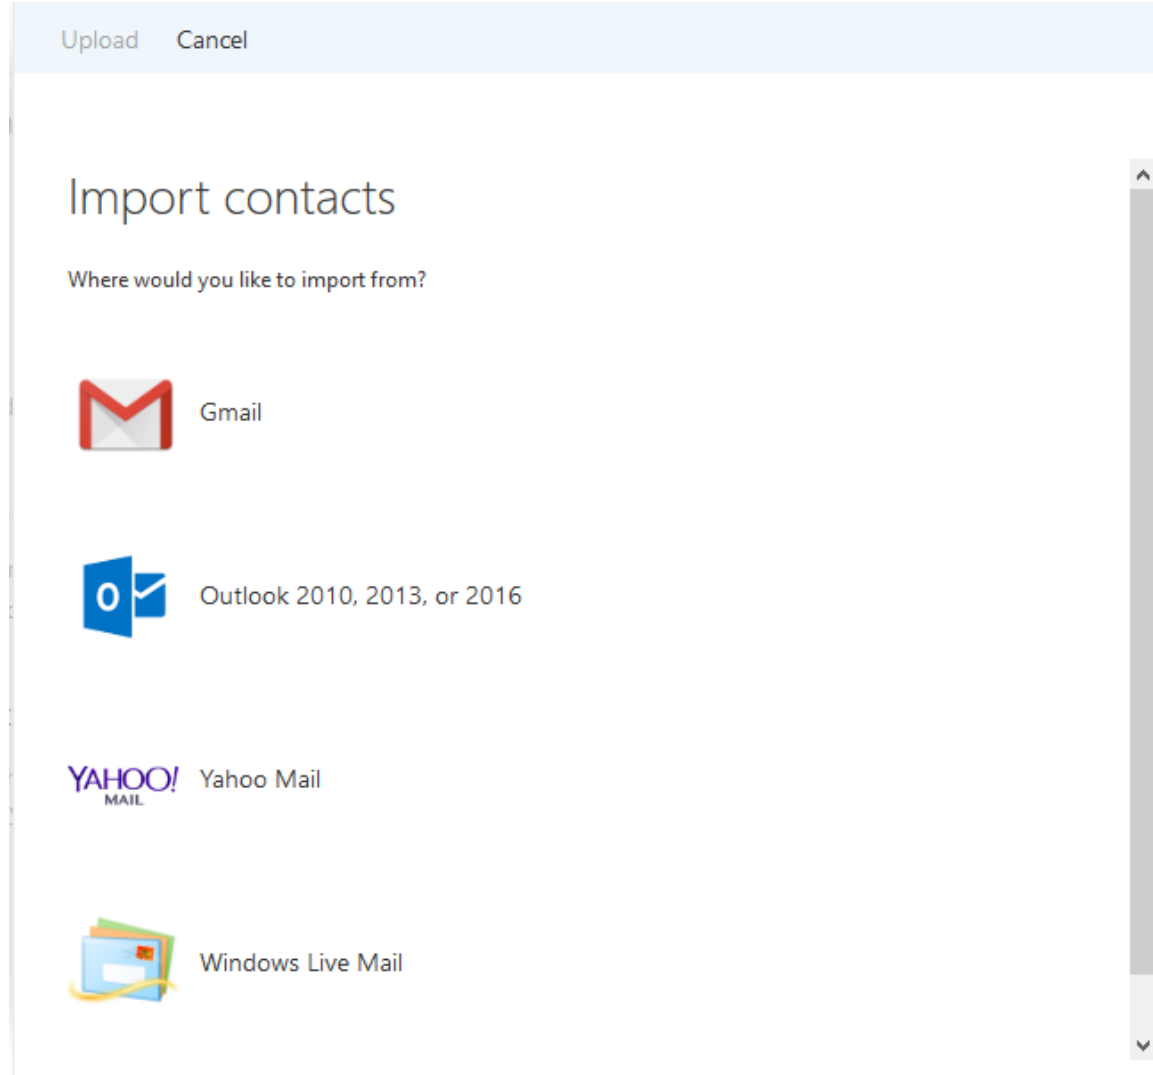 Upload Cancel
Import contacts
Where would you like to import from?
Gmail
O
Outlook 2010, 2013, or 2016
YAHOO!
MAIL
Yahoo Mail
Windows Live Mail